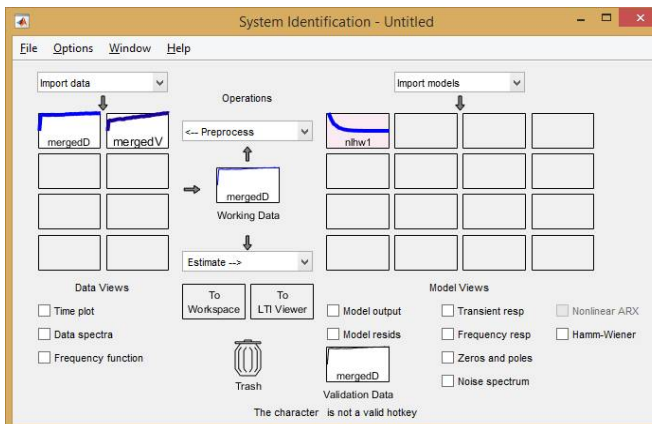 System Identification - Untitled
File Options Window Help
Import data
Import models
Operations
mergedD
mergedV
<-- Preprocess
nlhw1
mergedD
Working Data
Estimate -->
Data Views
Time plot
Data spectra
Frequency function
To Workspace
To LTI Viewer
Trash
Model Views
Model output
Transient resp
Nonlinear ARX
Model resids
Frequency resp
Hamm-Wiener
Zeros and poles
Noise spectrum
mergedD
Validation Data
The character is not a valid hotkey